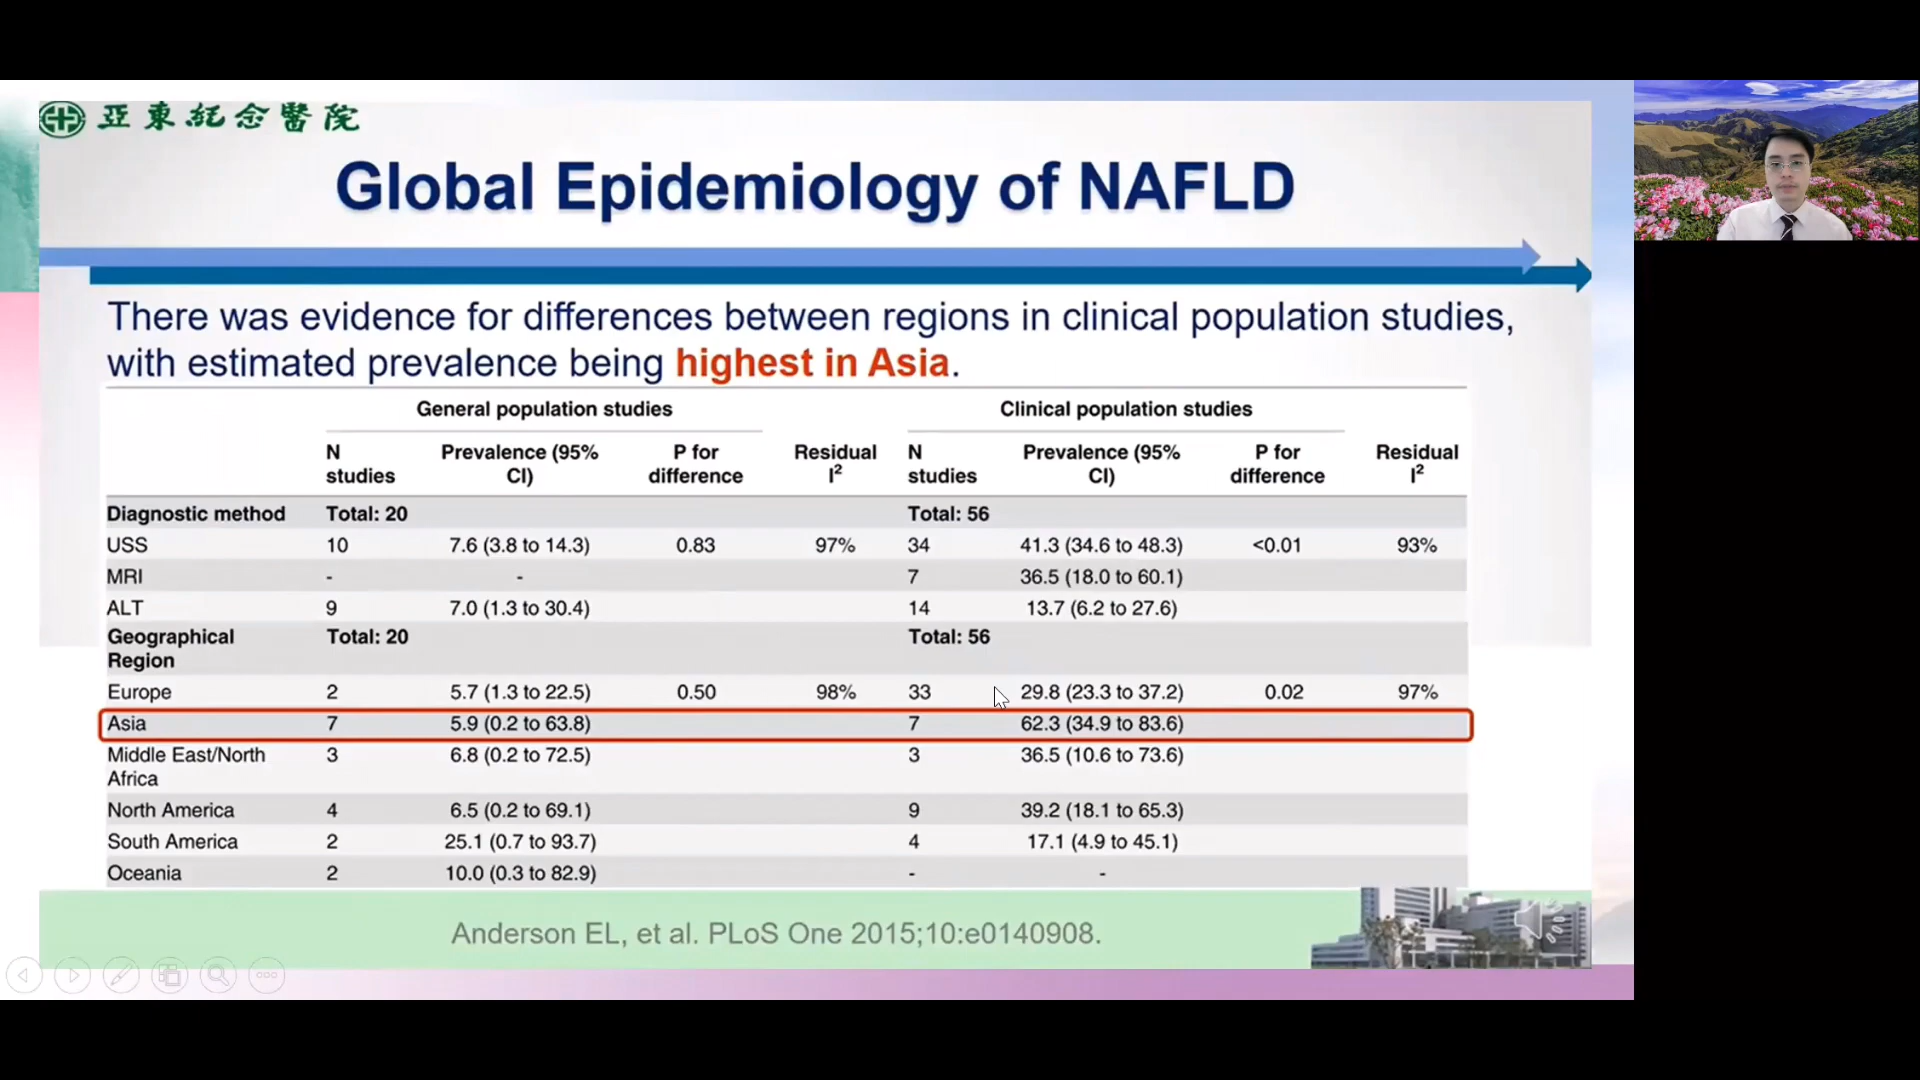 亞東紀念醫院
Global Epidemiology of NAFLD
There was evidence for differences between regions in clinical population studies,
with estimated prevalence being highest in Asia.
General population studies Clinical population studies
N studies Prevalence (95% CI) P for difference Residual I² N studies Prevalence (95% CI) P for difference Residual I²
Diagnostic method Total: 20 Total: 56
USS 10 7.6 (3.8 to 14.3) 0.83 97% 34 41.3 (34.6 to 48.3) <0.01 93%
MRI - - 7 36.5 (18.0 to 60.1)
ALT 9 7.0 (1.3 to 30.4) 14 13.7 (6.2 to 27.6)
Geographical Region Total: 20 Total: 56
Europe 2 5.7 (1.3 to 22.5) 0.50 98% 33 29.8 (23.3 to 37.2) 0.02 97%
Asia 7 5.9 (0.2 to 63.8) 7 62.3 (34.9 to 83.6)
Middle East/North Africa 3 6.8 (0.2 to 72.5) 3 36.5 (10.6 to 73.6)
North America 4 6.5 (0.2 to 69.1) 9 39.2 (18.1 to 65.3)
South America 2 25.1 (0.7 to 93.7) 4 17.1 (4.9 to 45.1)
Oceania 2 10.0 (0.3 to 82.9) - -
Anderson EL, et al. PLoS One 2015;10:e0140908.